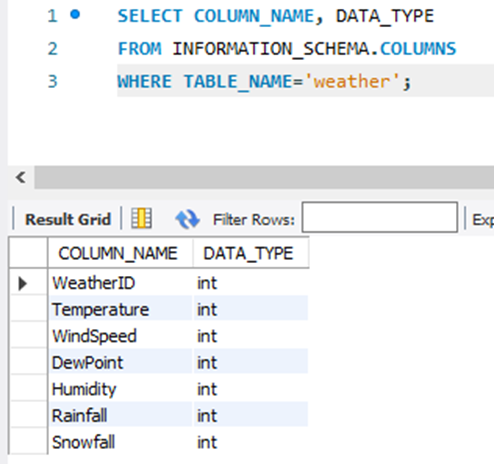 1 SELECT COLUMN_NAME, DATA_TYPE
2 FROM INFORMATION_SCHEMA.COLUMNS
3 WHERE TABLE_NAME='weather';
Result Grid Filter Rows:
COLUMN_NAME DATA_TYPE
WeatherID int
Temperature int
WindSpeed int
DewPoint int
Humidity int
Rainfall int
Snowfall int